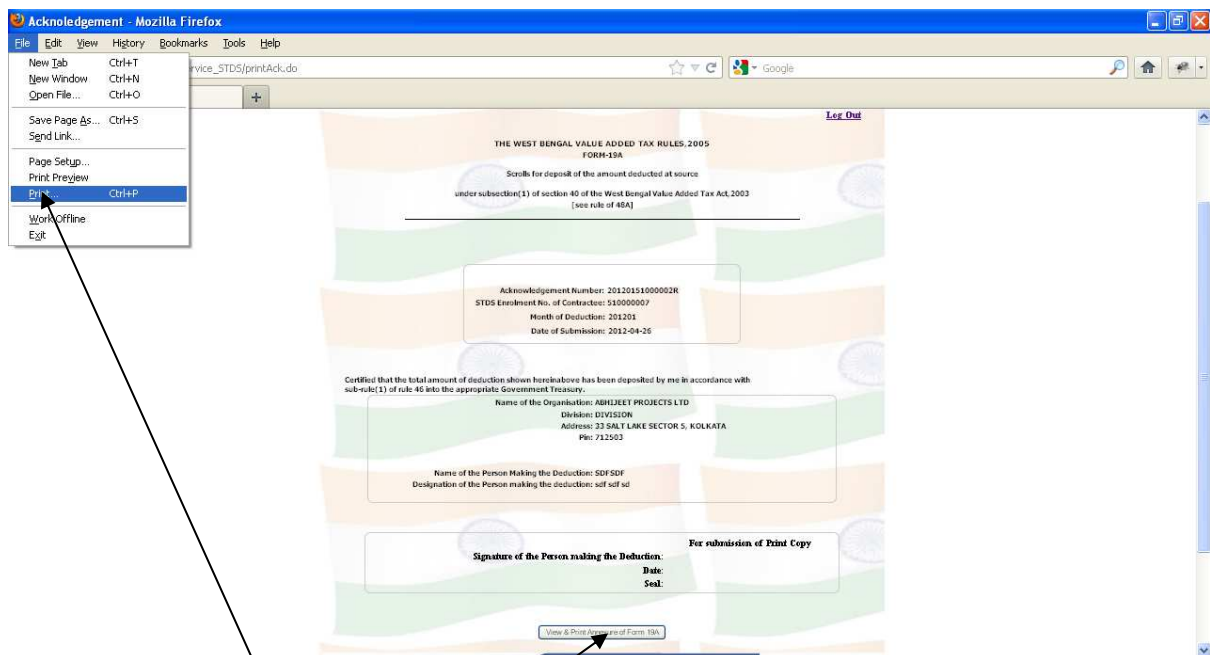 Acknoledgement - Mozilla Firefox
File Edit View History Bookmarks Tools Help
New Tab Ctrl+T
New Window Ctrl+N
Open File... Ctrl+O
Save Page As... Ctrl+S
Send Link...
Page Setup...
Print Preview
Print... Ctrl+P
Work Offline
Exit
rvice_STDS/printAck.do
Google
Log Out
THE WEST BENGAL VALUE ADDED TAX RULES,2005
FORM-19A
Scrolls for deposit of the amount deducted at source
under subsection(1) of section 40 of the West Bengal Value Added Tax Act,2003
[see rule of 48A]
Acknowledgement Number: 20120151000002R
STDS Enrolment No. of Contractee: 510000007
Month of Deduction: 201201
Date of Submission: 2012-04-26
Certified that the total amount of deduction shown hereinabove has been deposited by me in accordance with
sub-rule(1) of rule 46 into the appropriate Government Treasury.
Name of the Organisation: ABHIJEET PROJECTS LTD
Division: DIVISION
Address: 33 SALT LAKE SECTOR 5, KOLKATA
Pin: 712503
Name of the Person Making the Deduction: SDFSDF
Designation of the Person making the deduction: sdf sdf sd
For submission of Print Copy
Signature of the Person making the Deduction:
Date:
Seal:
View & Print Annexure of Form 19A